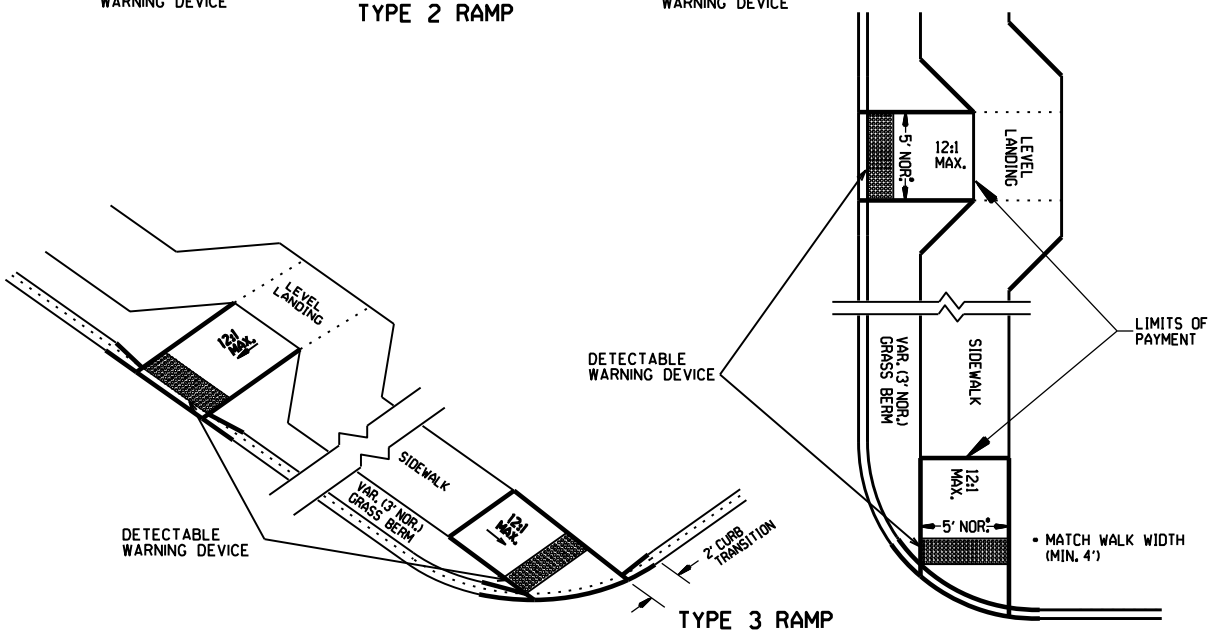 WARNING DEVICE
TYPE 2 RAMP
WARNING DEVICE
LEVEL
LANDING
12:1
MAX.
DETECTABLE
WARNING DEVICE
SIDEWALK
VAR. (3' NOR.)
GRASS BERM
12:1
MAX.
2' CURB
TRANSITION
TYPE 3 RAMP
5' NOR.*
12:1
MAX.
LEVEL
LANDING
DETECTABLE
WARNING DEVICE
VAR. (3' NOR.)
GRASS BERM
SIDEWALK
LIMITS OF
PAYMENT
12:1
MAX.
5' NOR.*
* MATCH WALK WIDTH
(MIN. 4')